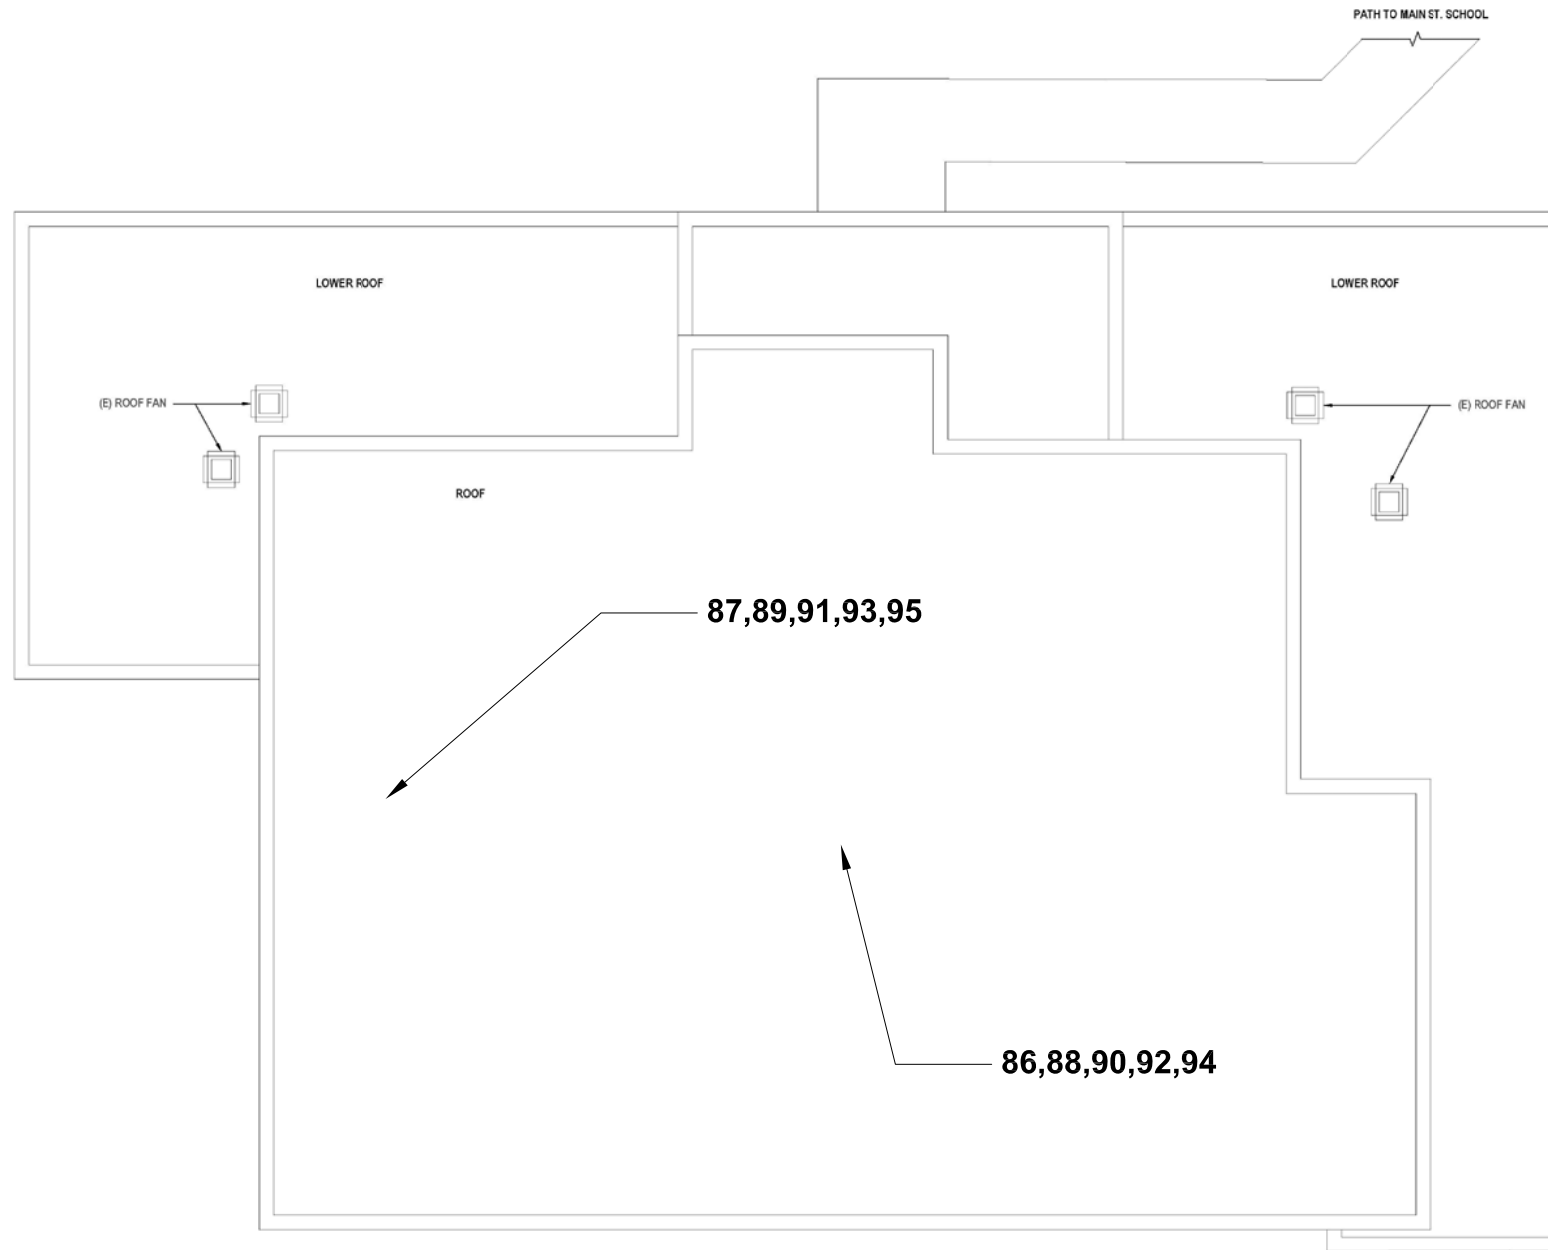 PATH TO MAIN ST. SCHOOL
LOWER ROOF
LOWER ROOF
(E) ROOF FAN
(E) ROOF FAN
ROOF
87,89,91,93,95
86,88,90,92,94